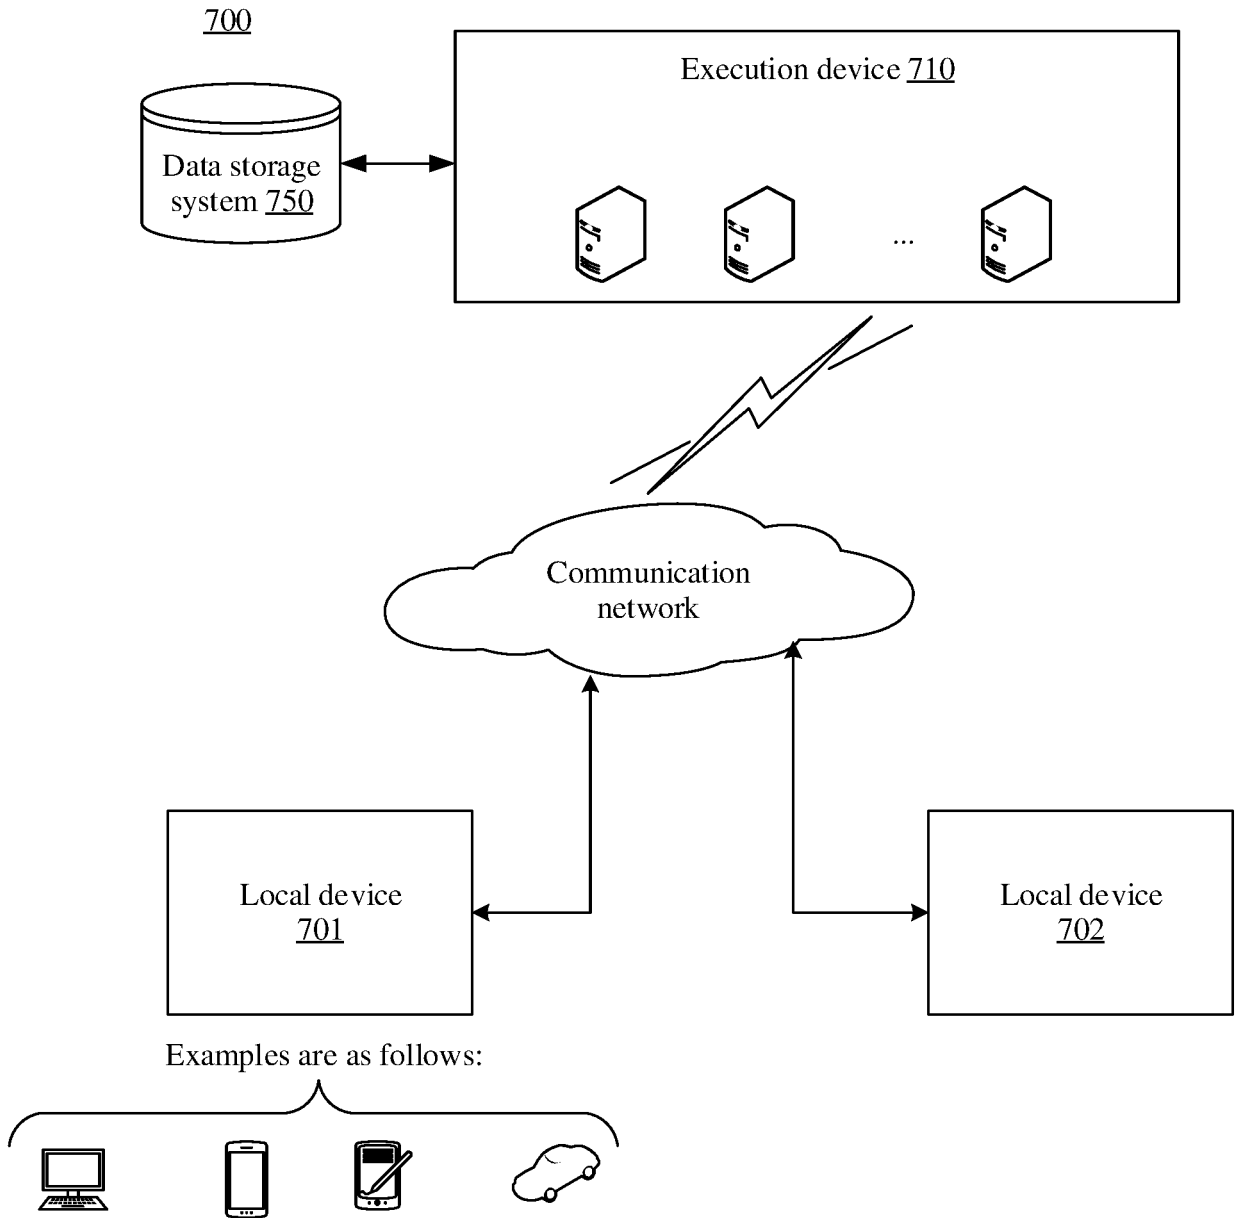 700
Execution device 710
Data storage
system 750
...
Communication
network
Local device
701
Local device
702
Examples are as follows: